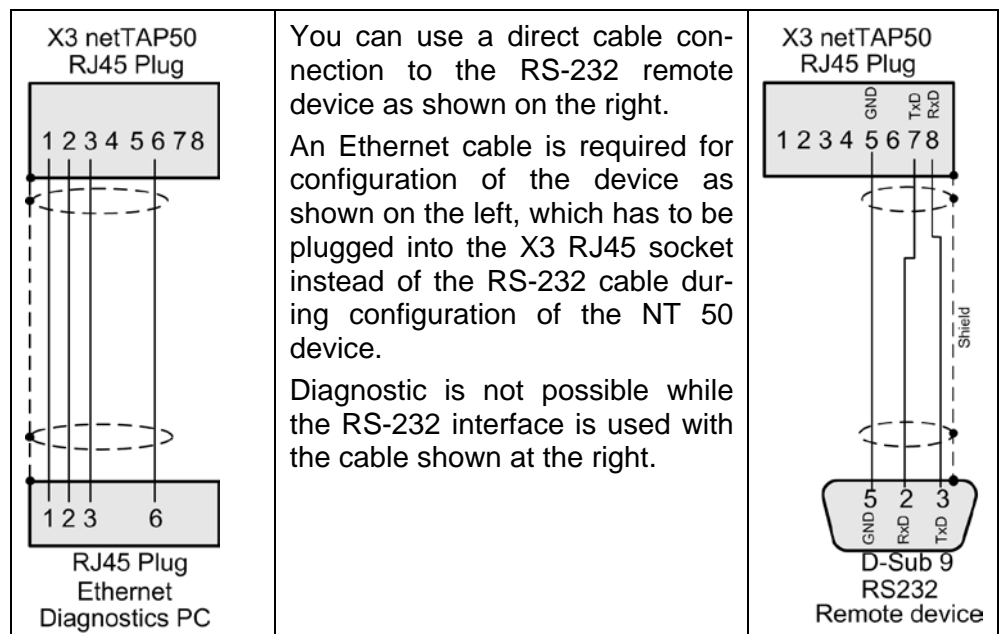 X3 netTAP50
RJ45 Plug
1 2 3 4 5 6 7 8
1 2 3 6
RJ45 Plug
Ethernet
Diagnostics PC
You can use a direct cable con-
nection to the RS-232 remote
device as shown on the right.
An Ethernet cable is required for
configuration of the device as
shown on the left, which has to be
plugged into the X3 RJ45 socket
instead of the RS-232 cable dur-
ing configuration of the NT 50
device.
Diagnostic is not possible while
the RS-232 interface is used with
the cable shown at the right.
X3 netTAP50
RJ45 Plug
GND TxD RxD
1 2 3 4 5 6 7 8
Shield
5 2 3
GND RxD TxD
D-Sub 9
RS232
Remote device